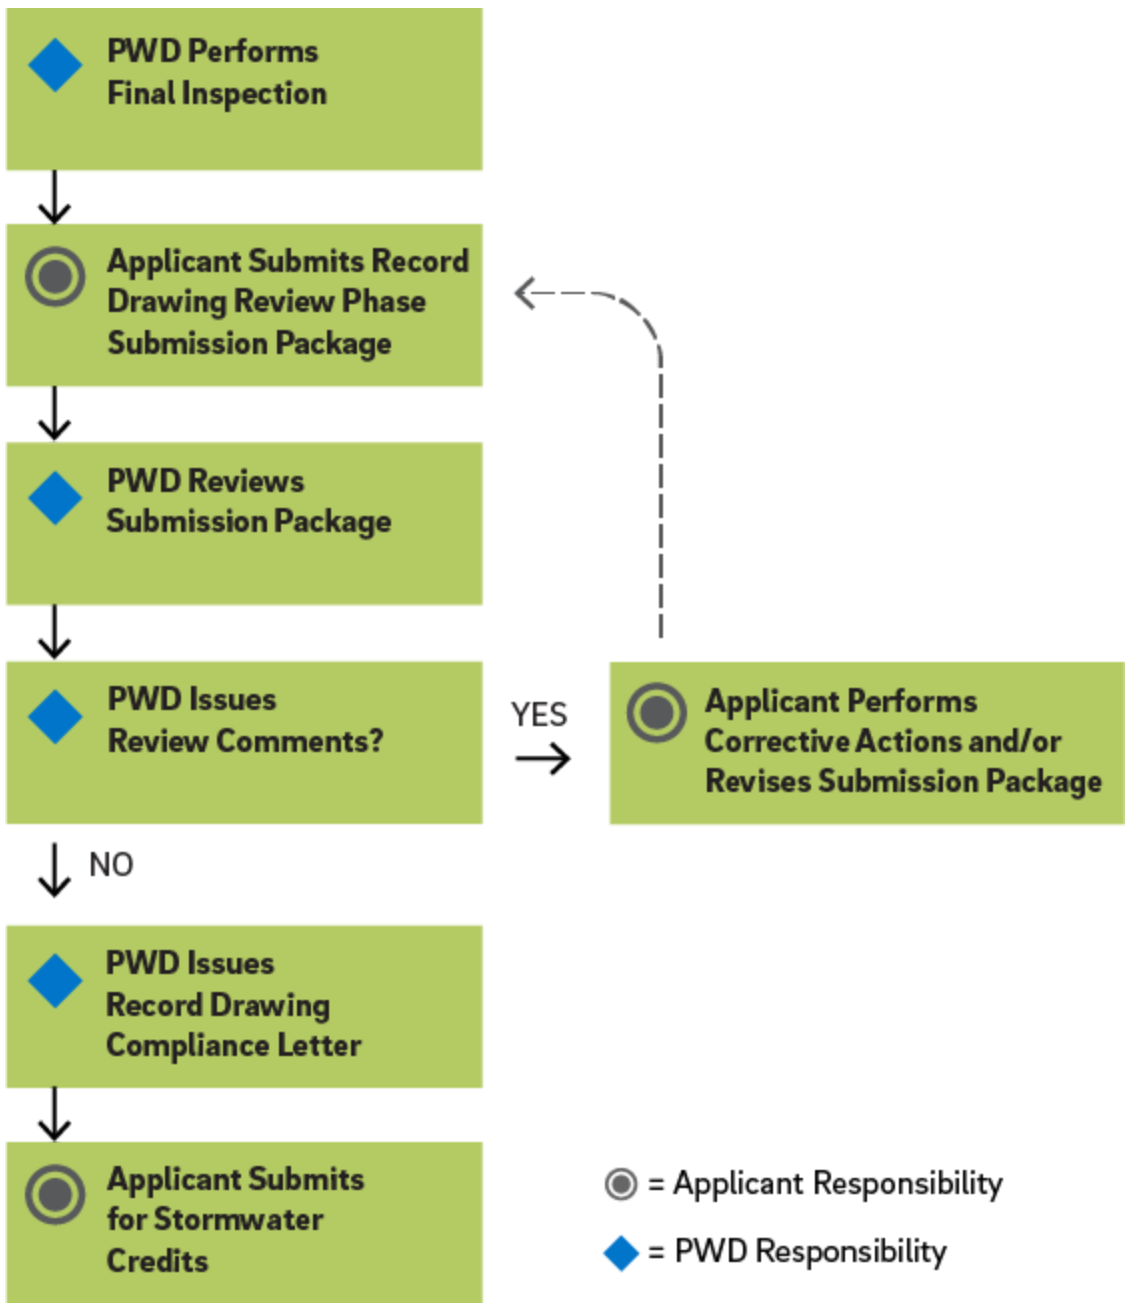 PWD Performs
Final Inspection
Applicant Submits Record
Drawing Review Phase
Submission Package
PWD Reviews
Submission Package
PWD Issues
Review Comments?
YES
Applicant Performs
Corrective Actions and/or
Revises Submission Package
NO
PWD Issues
Record Drawing
Compliance Letter
Applicant Submits
for Stormwater
Credits
= Applicant Responsibility
= PWD Responsibility